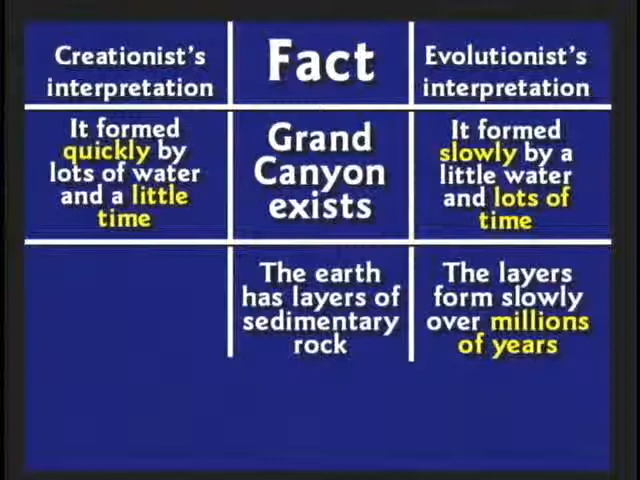 Creationist's
interpretation
Fact
Evolutionist's
interpretation
It formed
quickly by
lots of water
and a little
time
Grand
Canyon
exists
It formed
slowly by a
little water
and lots of
time
The earth
has layers of
sedimentary
rock
The layers
form slowly
over millions
of years